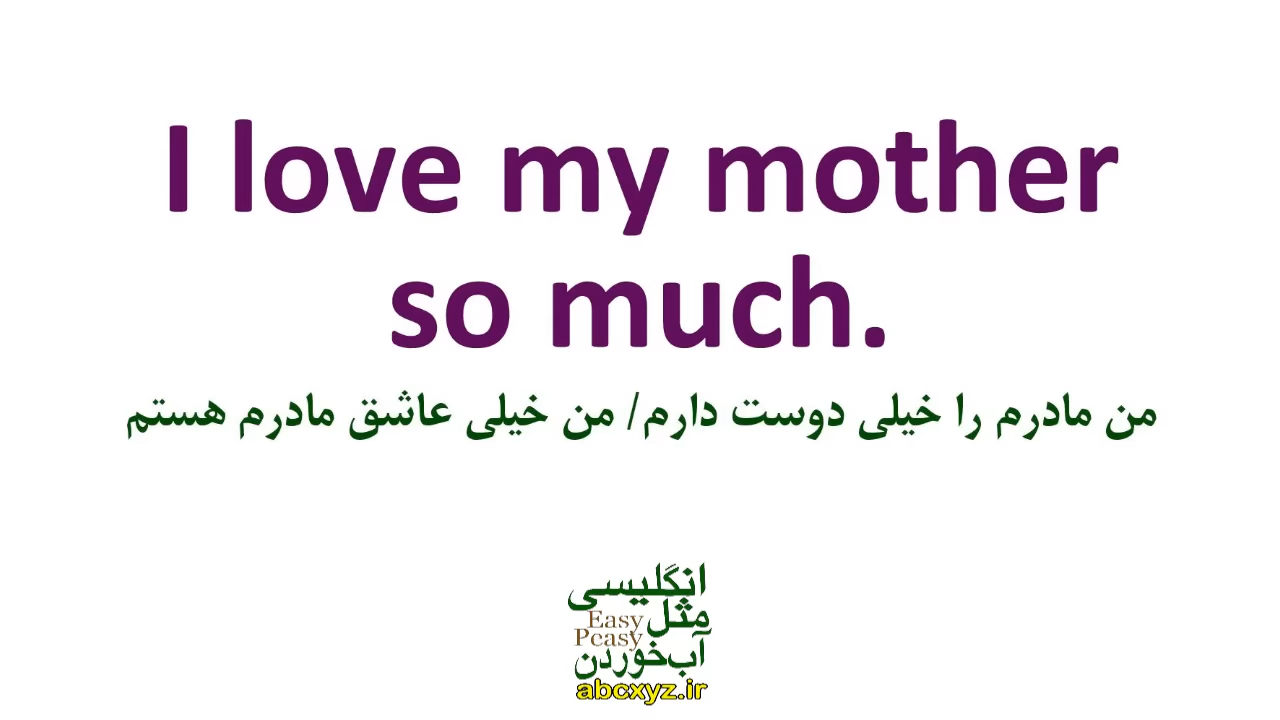 I love my mother
so much.
من مادرم را خیلی دوست دارم/ من خیلی عاشق مادرم هستم
انگلیسی
مثل
Easy
Peasy
آب‌خوردن
abcxyz.ir